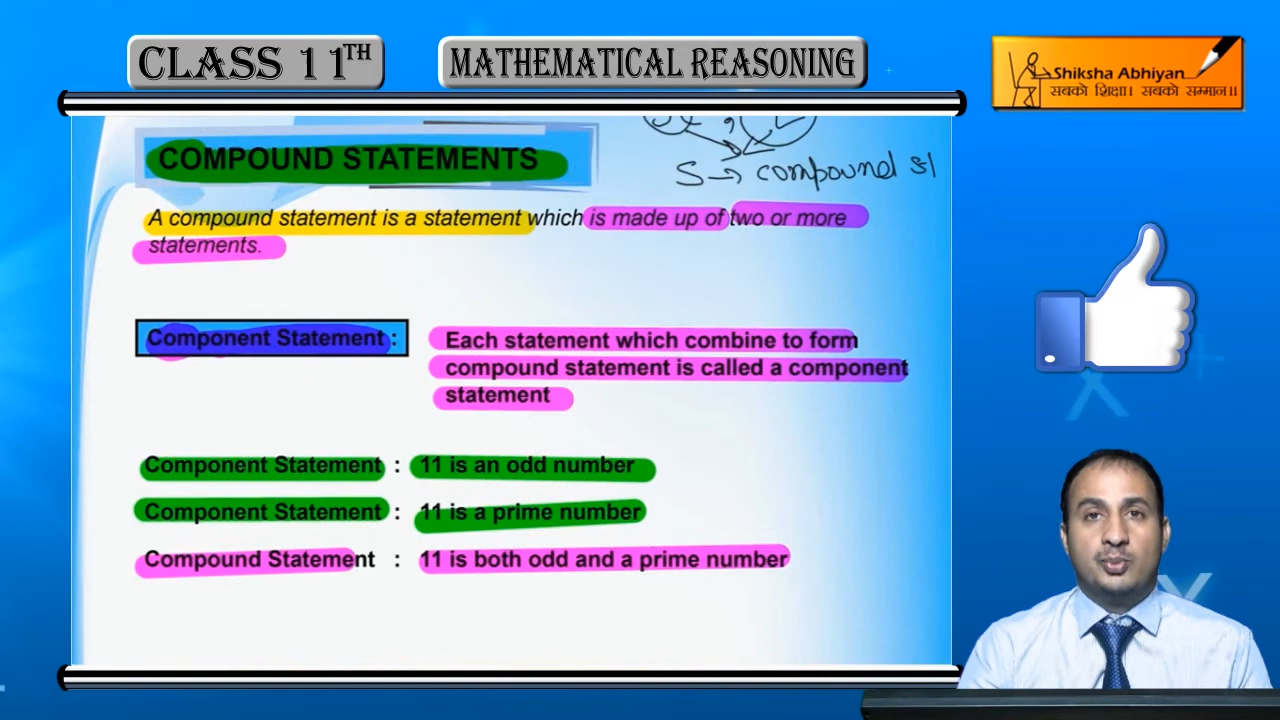 CLASS 11TH
MATHEMATICAL REASONING
Shiksha Abhiyan
सबको शिक्षा। सबको सम्मान॥
S → compound st
COMPOUND STATEMENTS
A compound statement is a statement which is made up of two or more
statements.
Component Statement :
Each statement which combine to form
compound statement is called a component
statement
Component Statement : 11 is an odd number
Component Statement : 11 is a prime number
Compound Statement : 11 is both odd and a prime number